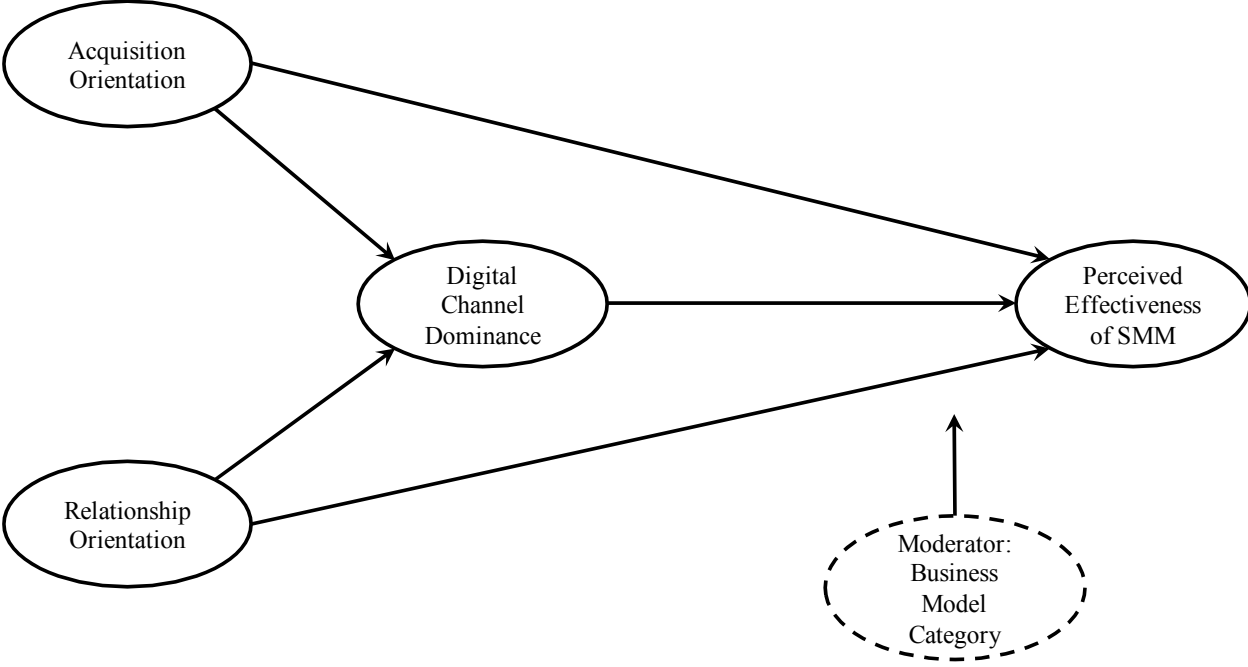 Acquisition
Orientation
Digital
Channel
Dominance
Perceived
Effectiveness
of SMM
Relationship
Orientation
Moderator:
Business
Model
Category